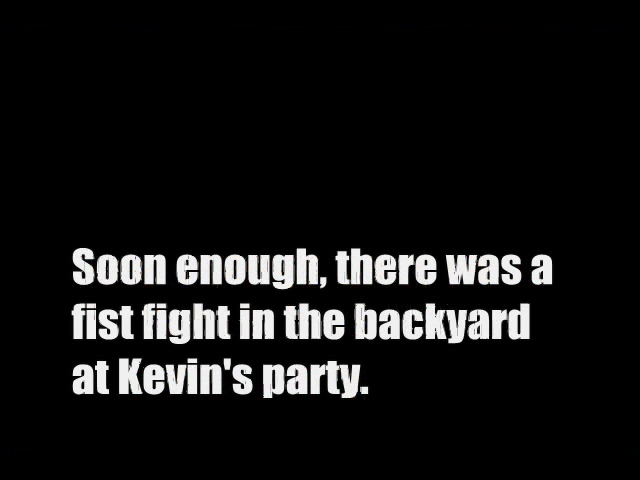 Soon enough, there was a
fist fight in the backyard
at Kevin's party.